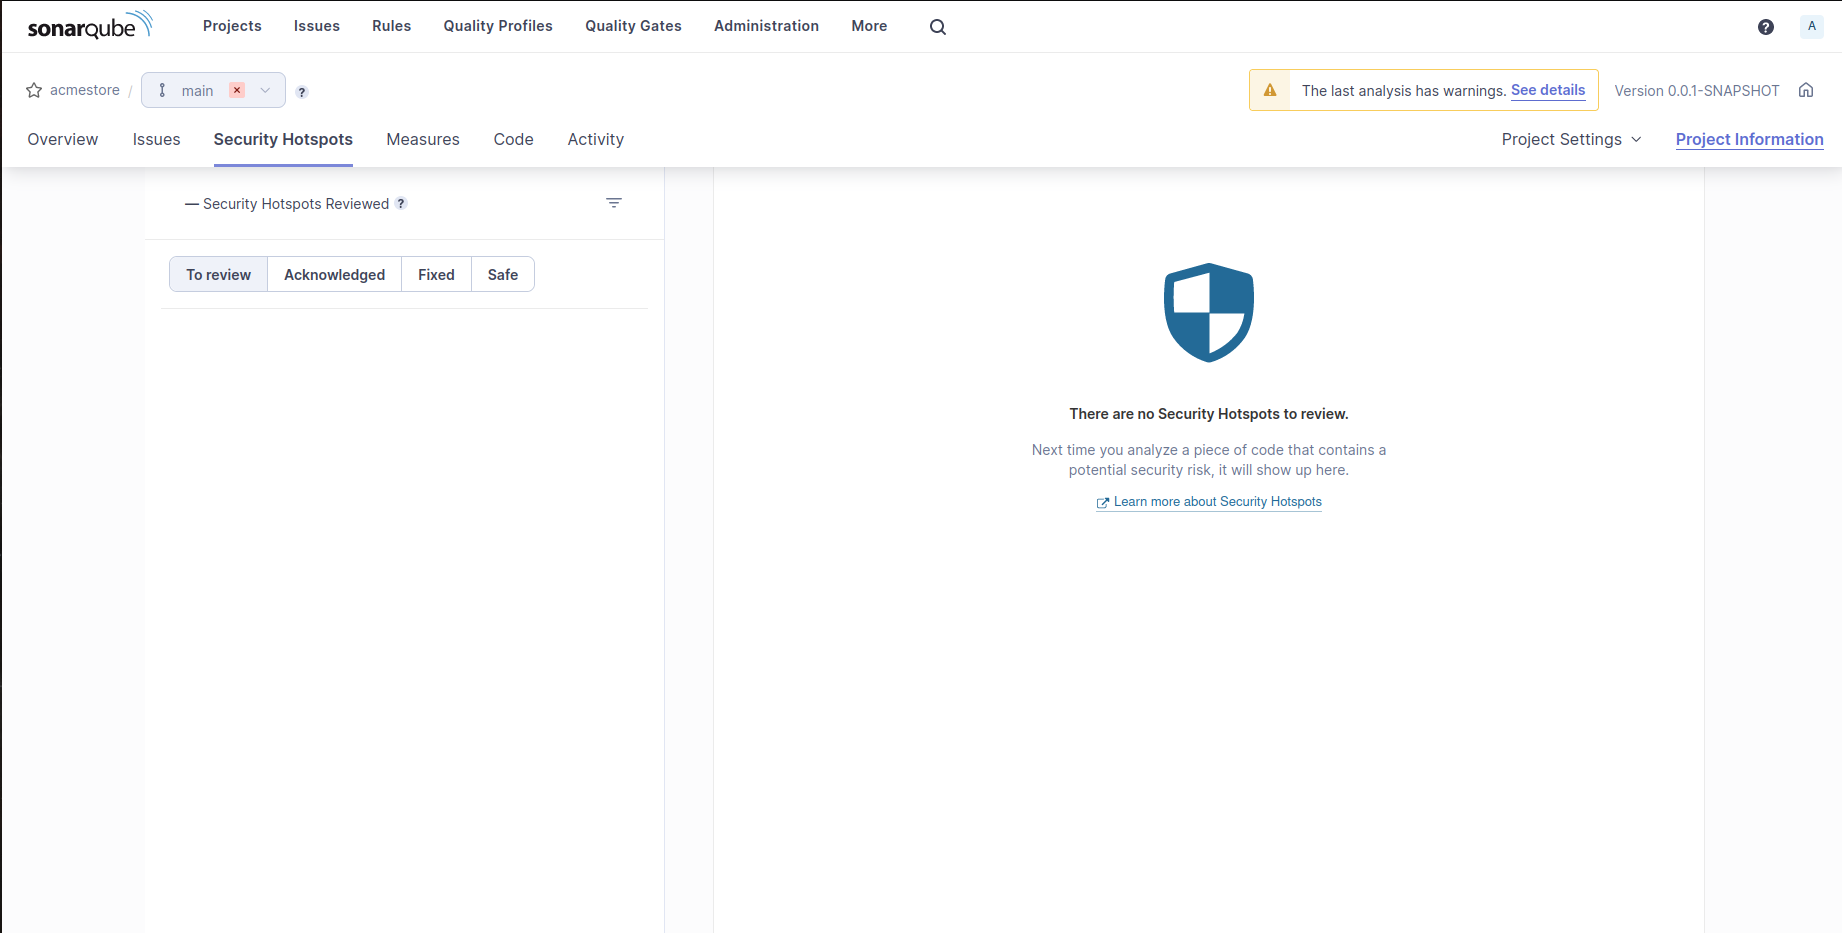 sonarqube
Projects Issues Rules Quality Profiles Quality Gates Administration More ? A
acmestore / main ? The last analysis has warnings. See details Version 0.0.1-SNAPSHOT
Overview Issues Security Hotspots Measures Code Activity Project Settings Project Information
— Security Hotspots Reviewed ?
To review Acknowledged Fixed Safe
There are no Security Hotspots to review.
Next time you analyze a piece of code that contains a
potential security risk, it will show up here.
Learn more about Security Hotspots